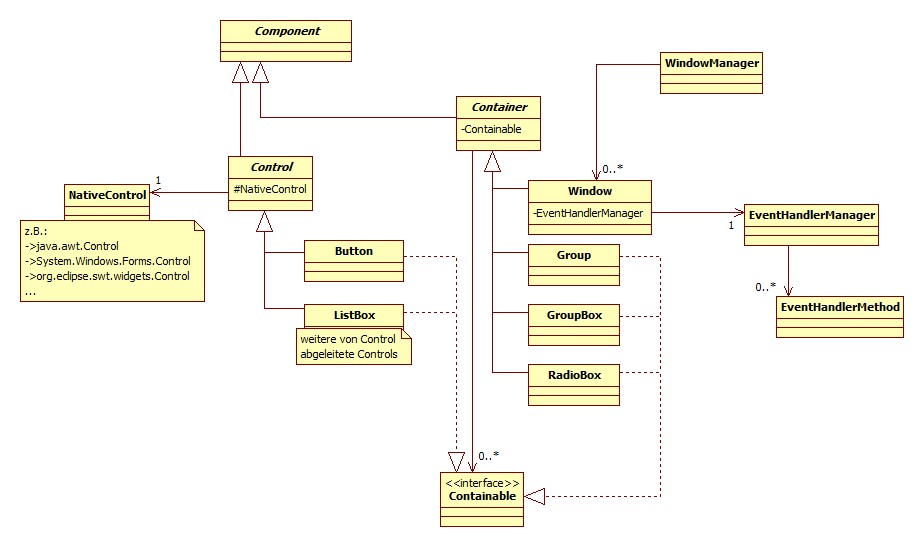 Component
WindowManager
Container
-Containable
0..*
Control
#NativeControl
1
NativeControl
z.B.:
->java.awt.Control
->System.Windows.Forms.Control
->org.eclipse.swt.widgets.Control
...
Window
-EventHandlerManager
1
EventHandlerManager
Button
Group
0..*
EventHandlerMethod
ListBox
weitere von Control
abgeleitete Controls
GroupBox
RadioBox
0..*
<<interface>>
Containable